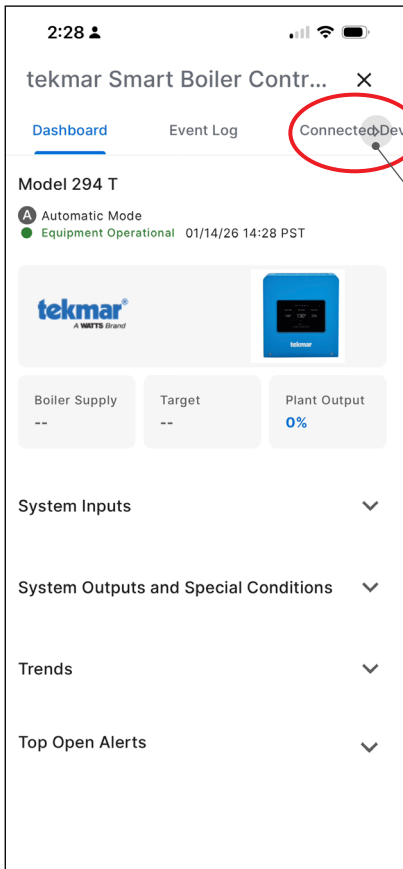 2:28
tekmar Smart Boiler Contr...
Dashboard Event Log Connected Dev
Model 294 T
A Automatic Mode
Equipment Operational 01/14/26 14:28 PST
tekmar®
A WATTS Brand
tekmar
Boiler Supply Target Plant Output
-- -- 0%
System Inputs
System Outputs and Special Conditions
Trends
Top Open Alerts